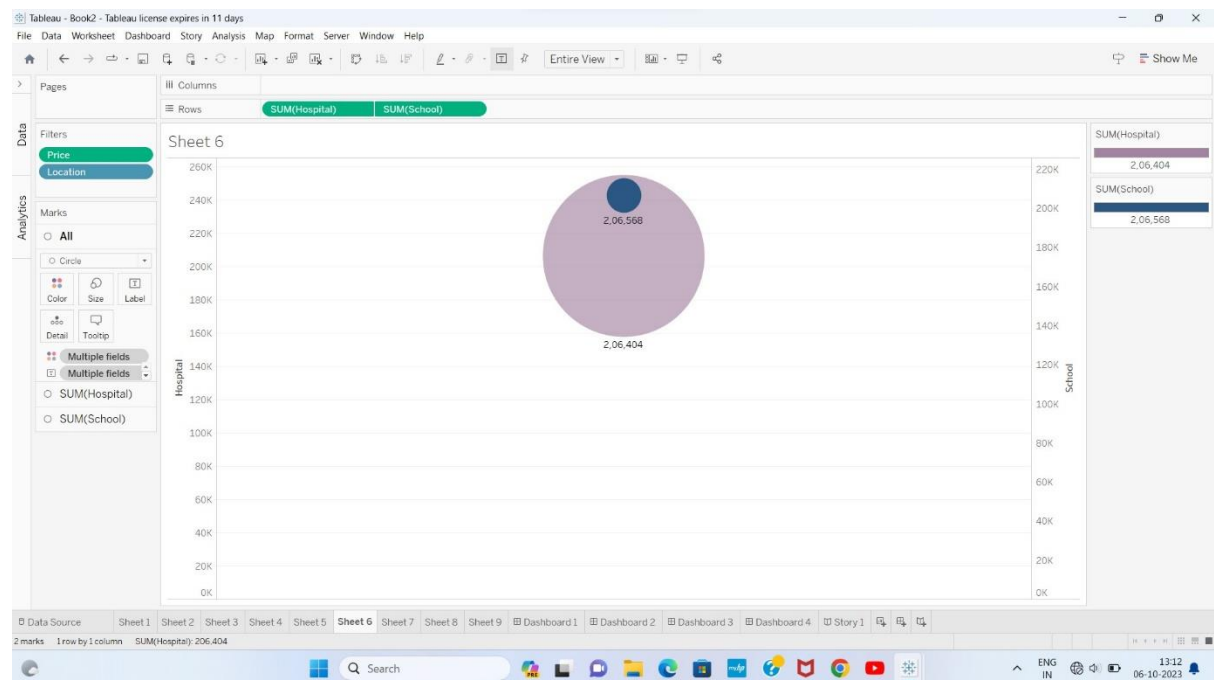 Tableau - Book2 - Tableau license expires in 11 days
File Data Worksheet Dashboard Story Analysis Map Format Server Window Help
Entire View
Show Me
Pages
Columns
Rows SUM(Hospital) SUM(School)
Data
Analytics
Filters
Price
Location
Marks
All
Circle
Color Size Label
Detail Tooltip
Multiple fields
Multiple fields
SUM(Hospital)
SUM(School)
Sheet 6
260K
240K
220K
200K
180K
160K
140K
120K
100K
80K
60K
40K
20K
0K
Hospital
2,06,568
2,06,404
220K
200K
180K
160K
140K
120K
100K
80K
60K
40K
20K
0K
School
SUM(Hospital)
2,06,404
SUM(School)
2,06,568
Data Source Sheet 1 Sheet 2 Sheet 3 Sheet 4 Sheet 5 Sheet 6 Sheet 7 Sheet 8 Sheet 9 Dashboard 1 Dashboard 2 Dashboard 3 Dashboard 4 Story 1
2 marks 1 row by 1 column SUM(Hospital): 206,404
Search
PRE
ENG
IN
13:12
06-10-2023